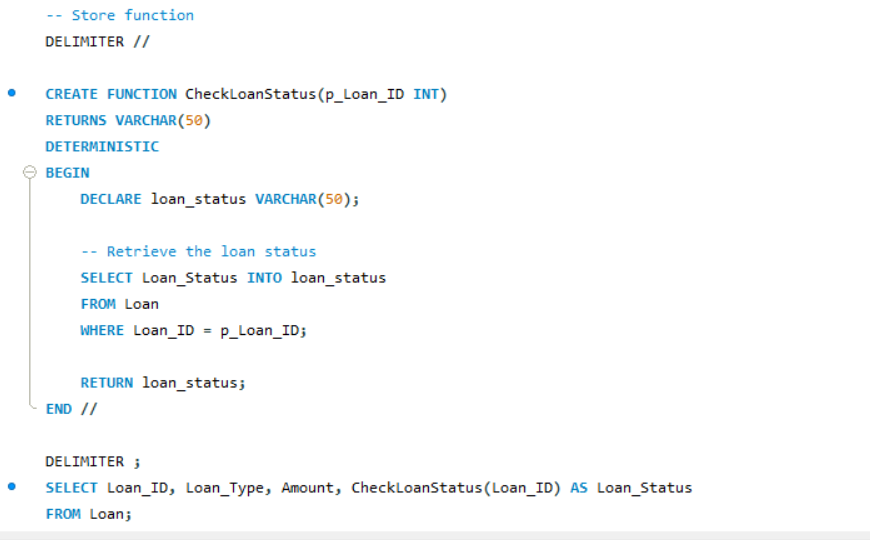 -- Store function
DELIMITER //
CREATE FUNCTION CheckLoanStatus(p_Loan_ID INT)
RETURNS VARCHAR(50)
DETERMINISTIC
BEGIN
DECLARE loan_status VARCHAR(50);
-- Retrieve the loan status
SELECT Loan_Status INTO loan_status
FROM Loan
WHERE Loan_ID = p_Loan_ID;
RETURN loan_status;
END //
DELIMITER ;
SELECT Loan_ID, Loan_Type, Amount, CheckLoanStatus(Loan_ID) AS Loan_Status
FROM Loan;